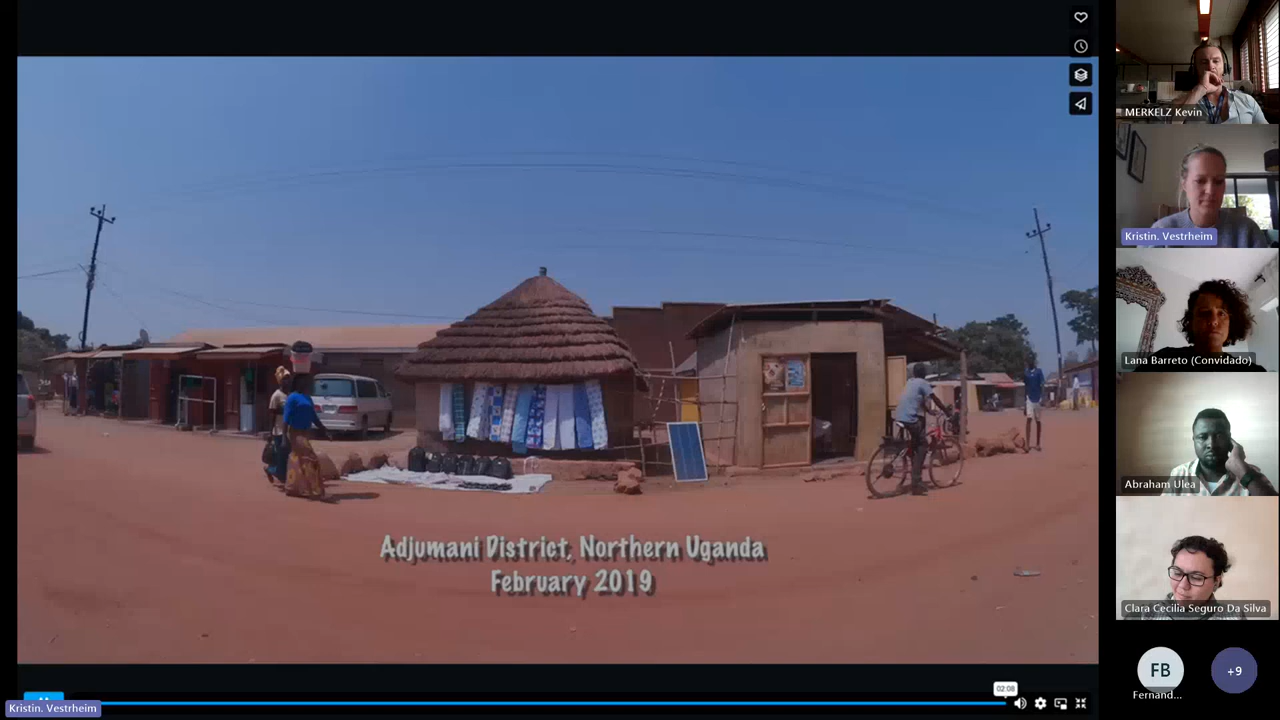 MERKELZ Kevin
Kristin. Vestrheim
Lana Barreto (Convidado)
Abraham Ulea
Adjumani District, Northern Uganda
February 2019
Clara Cecilia Seguro Da Silva
FB
Fernand...
+9
02:08
Kristin. Vestrheim